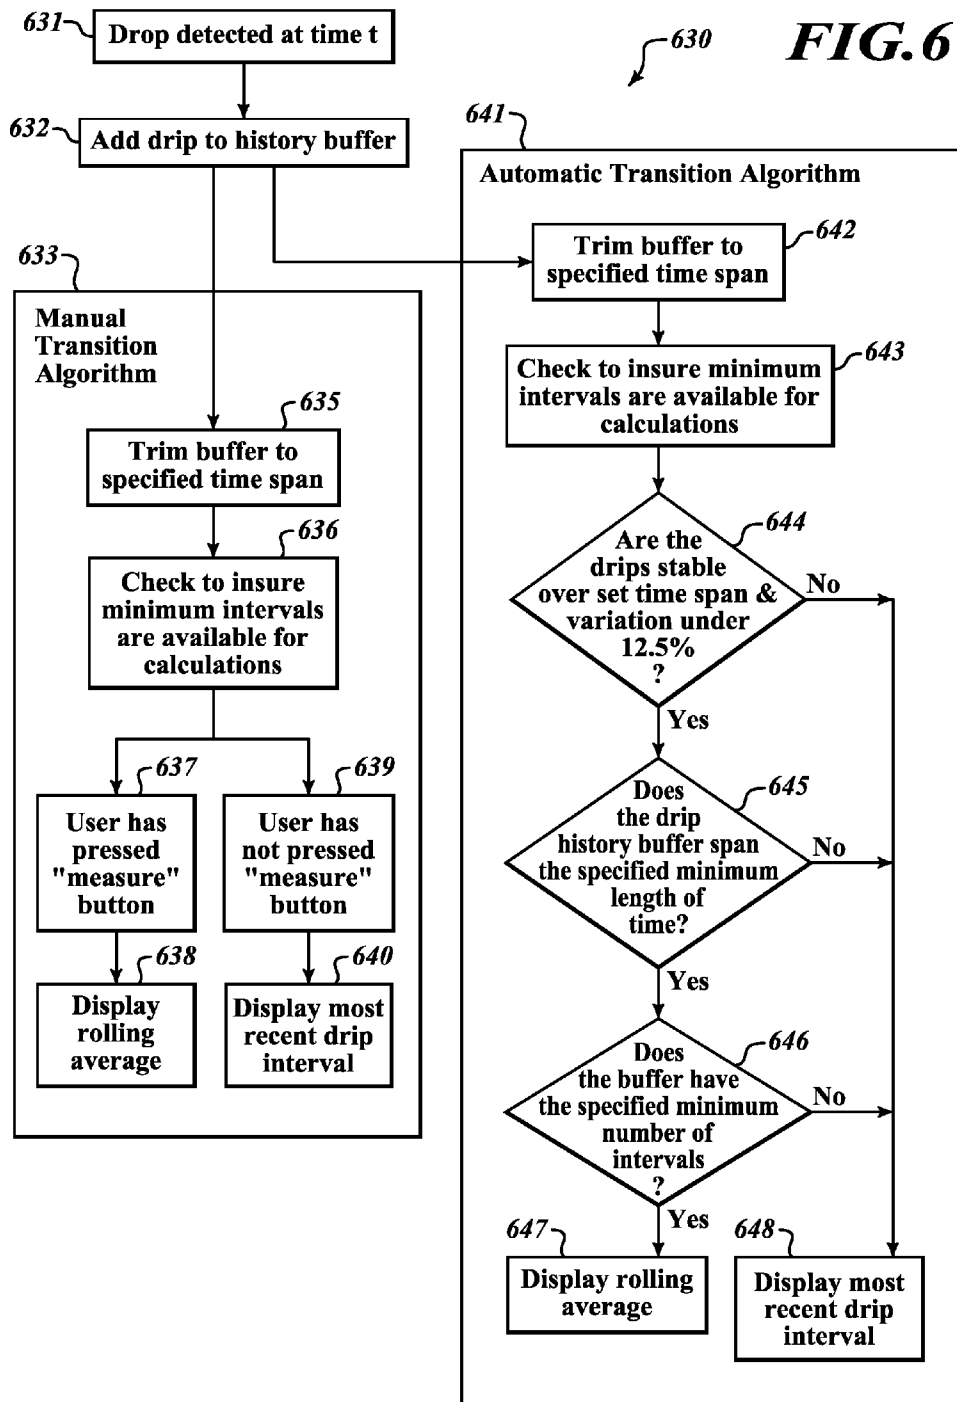 FIG.6
630
631
Drop detected at time t
632
Add drip to history buffer
633
Manual
Transition
Algorithm
635
Trim buffer to
specified time span
636
Check to insure
minimum intervals
are available for
calculations
637
User has
pressed
"measure"
button
638
Display
rolling
average
639
User has
not pressed
"measure"
button
640
Display most
recent drip
interval
641
Automatic Transition Algorithm
642
Trim buffer to
specified time span
643
Check to insure minimum
intervals are available for
calculations
644
Are the
drips stable
over set time span &
variation under
12.5%
?
No
Yes
645
Does
the drip
history buffer span
the specified minimum
length of
time?
No
Yes
646
Does
the buffer have
the specified minimum
number of
intervals
?
No
Yes
647
Display rolling
average
648
Display most
recent drip
interval